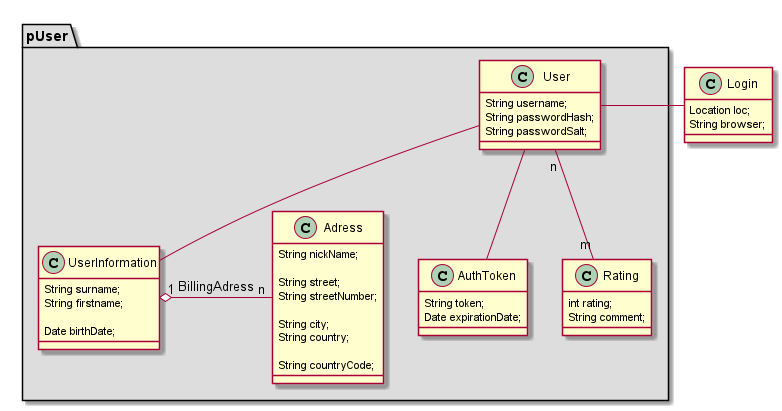 pUser
C User
String username;
String passwordHash;
String passwordSalt;
C Login
Location loc;
String browser;
n
m
C UserInformation
String surname;
String firstname;
Date birthDate;
1 BillingAdress n
C Adress
String nickName;
String street;
String streetNumber;
String city;
String country;
String countryCode;
C AuthToken
String token;
Date expirationDate;
C Rating
int rating;
String comment;